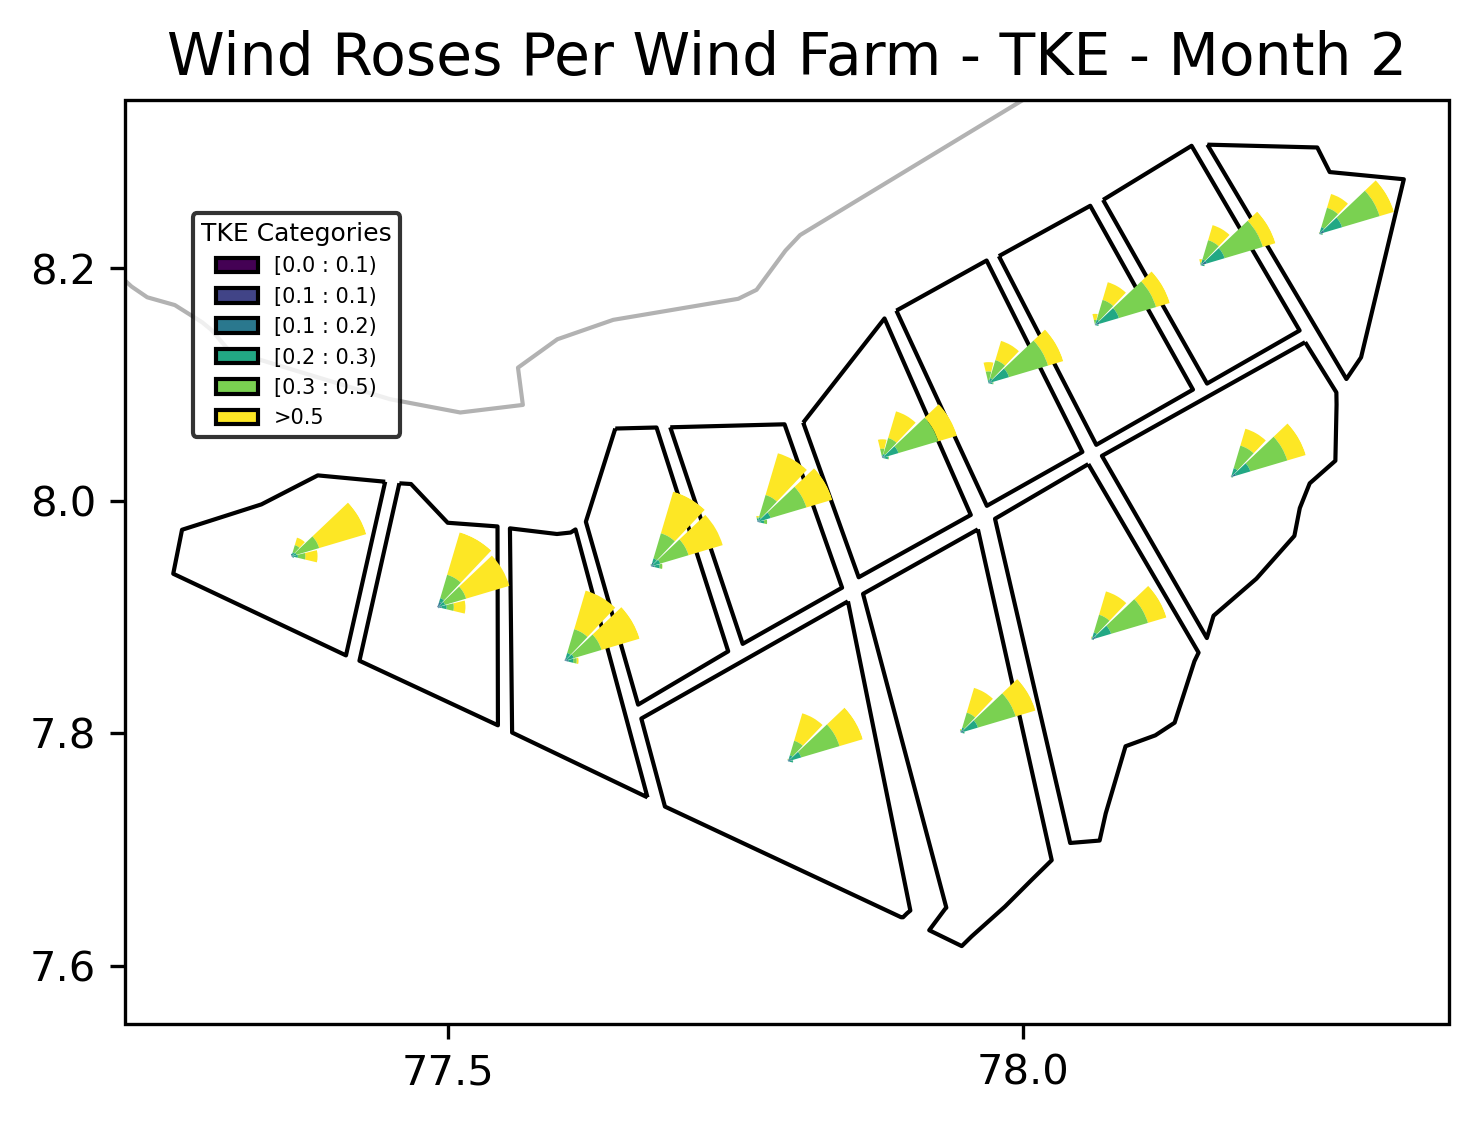 Wind Roses Per Wind Farm - TKE - Month 2
TKE Categories
[0.0 : 0.1)
[0.1 : 0.1)
[0.1 : 0.2)
[0.2 : 0.3)
[0.3 : 0.5)
>0.5
8.2
8.0
7.8
7.6
77.5
78.0